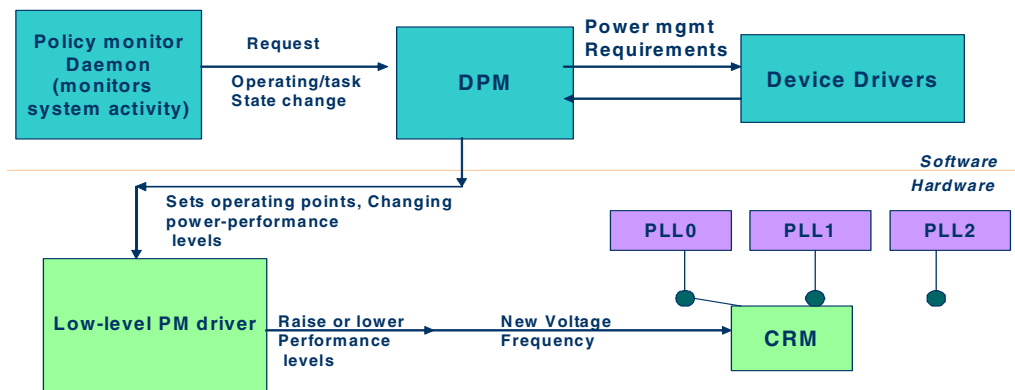 Policy monitor
Daemon
(monitors
system activity)
Request
Operating/task
State change
DPM
Power mgmt
Requirements
Device Drivers
Software
Hardware
Sets operating points, Changing
power-performance
levels
PLL0
PLL1
PLL2
Low-level PM driver
Raise or lower
Performance
levels
New Voltage
Frequency
CRM